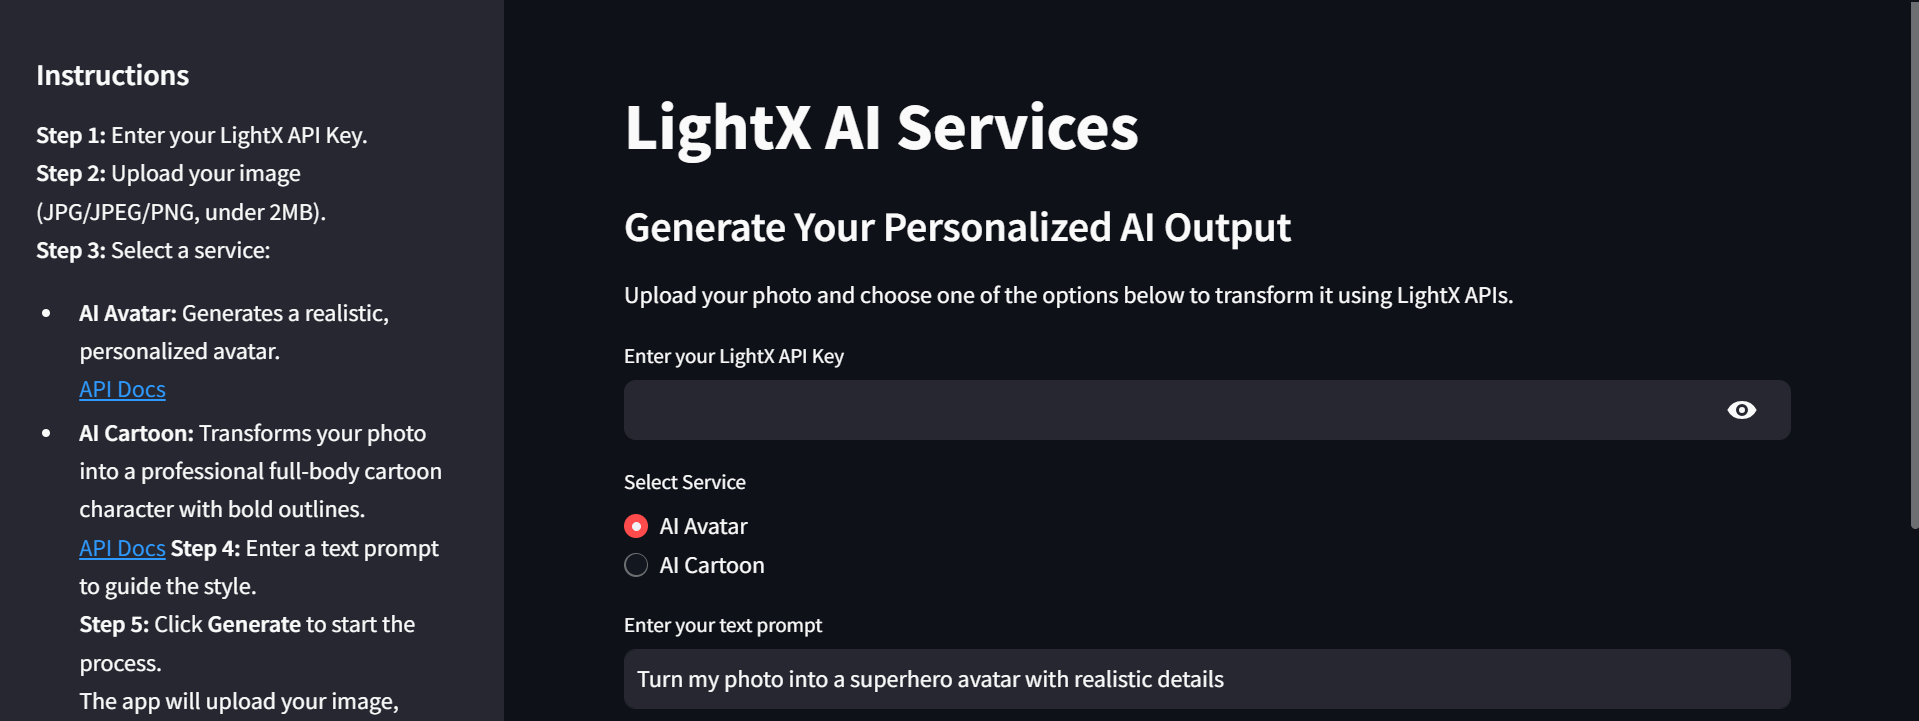 Instructions
Step 1: Enter your LightX API Key.
Step 2: Upload your image
(JPG/JPEG/PNG, under 2MB).
Step 3: Select a service:
AI Avatar: Generates a realistic,
personalized avatar.
API Docs
AI Cartoon: Transforms your photo
into a professional full-body cartoon
character with bold outlines.
API Docs Step 4: Enter a text prompt
to guide the style.
Step 5: Click Generate to start the
process.
The app will upload your image,
LightX AI Services
Generate Your Personalized AI Output
Upload your photo and choose one of the options below to transform it using LightX APIs.
Enter your LightX API Key
Select Service
AI Avatar
AI Cartoon
Enter your text prompt
Turn my photo into a superhero avatar with realistic details